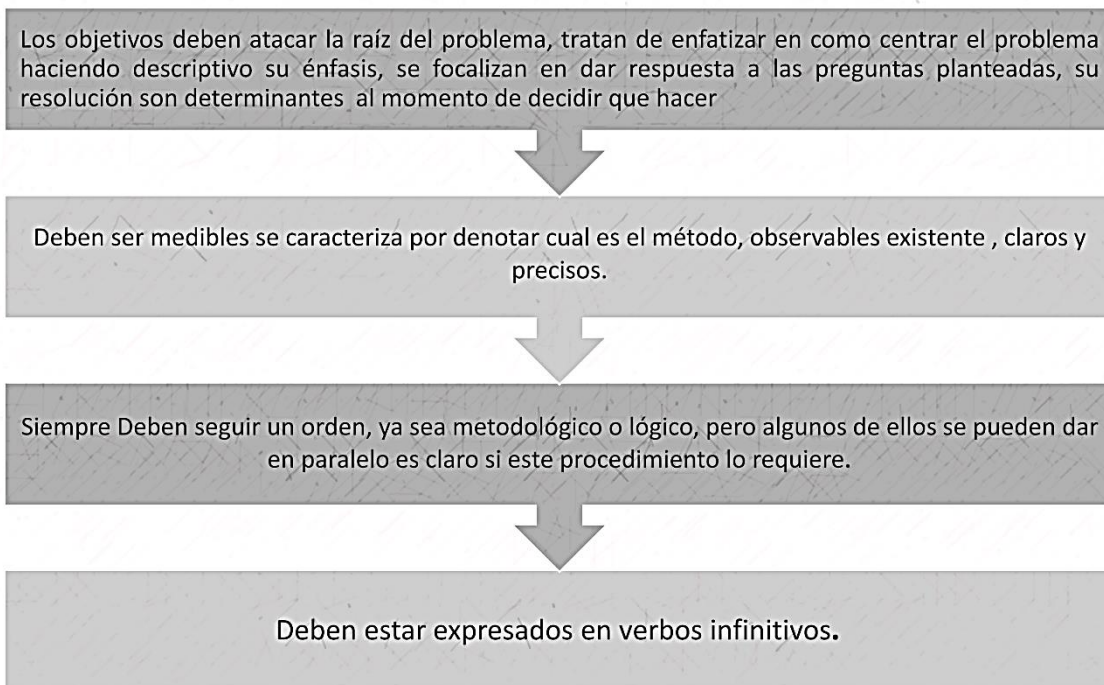 Los objetivos deben atacar la raíz del problema, tratan de enfatizar en como centrar el problema
haciendo descriptivo su énfasis, se focalizan en dar respuesta a las preguntas planteadas, su
resolución son determinantes al momento de decidir que hacer
Deben ser medibles se caracteriza por denotar cual es el método, observables existente , claros y
precisos.
Siempre Deben seguir un orden, ya sea metodológico o lógico, pero algunos de ellos se pueden dar
en paralelo es claro si este procedimiento lo requiere.
Deben estar expresados en verbos infinitivos.